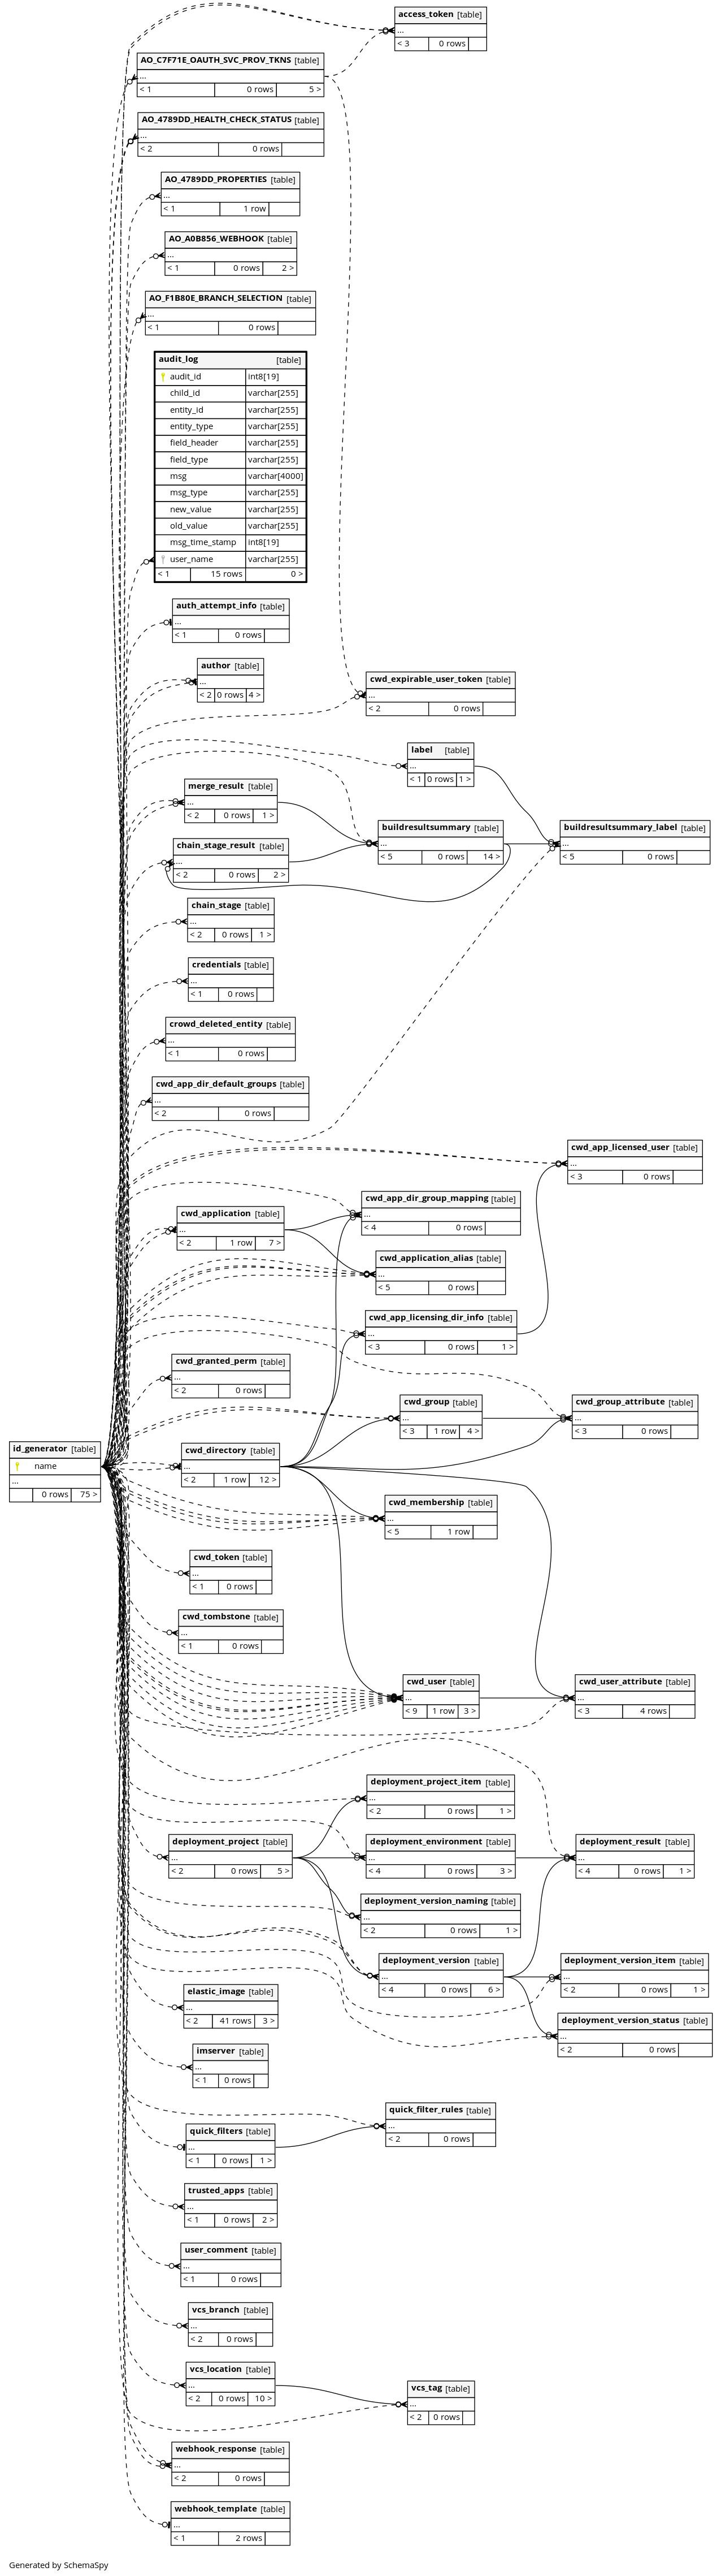 access_token [table]
...
< 3 0 rows
AO_C7F71E_OAUTH_SVC_PROV_TKNS [table]
...
< 1 0 rows 5 >
AO_4789DD_HEALTH_CHECK_STATUS [table]
...
< 2 0 rows
AO_4789DD_PROPERTIES [table]
...
< 1 1 row
AO_A0B856_WEBHOOK [table]
...
< 1 0 rows 2 >
AO_F1B80E_BRANCH_SELECTION [table]
...
< 1 0 rows
audit_log [table]
audit_id int8[19]
child_id varchar[255]
entity_id varchar[255]
entity_type varchar[255]
field_header varchar[255]
field_type varchar[255]
msg varchar[4000]
msg_type varchar[255]
new_value varchar[255]
old_value varchar[255]
msg_time_stamp int8[19]
user_name varchar[255]
< 1 15 rows 0 >
auth_attempt_info [table]
...
< 1 0 rows
author [table]
...
< 2 0 rows 4 >
cwd_expirable_user_token [table]
...
< 2 0 rows
label [table]
...
< 1 0 rows 1 >
merge_result [table]
...
< 2 0 rows 1 >
buildresultsummary [table]
...
< 5 0 rows 14 >
buildresultsummary_label [table]
...
< 5 0 rows
chain_stage_result [table]
...
< 2 0 rows 2 >
chain_stage [table]
...
< 2 0 rows 1 >
credentials [table]
...
< 1 0 rows
crowd_deleted_entity [table]
...
< 1 0 rows
cwd_app_dir_default_groups [table]
...
< 2 0 rows
cwd_app_licensed_user [table]
...
< 3 0 rows
cwd_app_dir_group_mapping [table]
...
< 4 0 rows
cwd_application [table]
...
< 2 1 row 7 >
cwd_application_alias [table]
...
< 5 0 rows
cwd_app_licensing_dir_info [table]
...
< 3 0 rows 1 >
cwd_granted_perm [table]
...
< 2 0 rows
cwd_group [table]
...
< 3 1 row 4 >
cwd_group_attribute [table]
...
< 3 0 rows
id_generator [table]
name
...
0 rows 75 >
cwd_directory [table]
...
< 2 1 row 12 >
cwd_membership [table]
...
< 5 1 row
cwd_token [table]
...
< 1 0 rows
cwd_tombstone [table]
...
< 1 0 rows
cwd_user [table]
...
< 9 1 row 3 >
cwd_user_attribute [table]
...
< 3 4 rows
deployment_project_item [table]
...
< 2 0 rows 1 >
deployment_project [table]
...
< 2 0 rows 5 >
deployment_environment [table]
...
< 4 0 rows 3 >
deployment_result [table]
...
< 4 0 rows 1 >
deployment_version_naming [table]
...
< 2 0 rows 1 >
deployment_version [table]
...
< 4 0 rows 6 >
deployment_version_item [table]
...
< 2 0 rows 1 >
elastic_image [table]
...
< 2 41 rows 3 >
deployment_version_status [table]
...
< 2 0 rows
imserver [table]
...
< 1 0 rows
quick_filter_rules [table]
...
< 2 0 rows
quick_filters [table]
...
< 1 0 rows 1 >
trusted_apps [table]
...
< 1 0 rows 2 >
user_comment [table]
...
< 1 0 rows
vcs_branch [table]
...
< 2 0 rows
vcs_location [table]
...
< 2 0 rows 10 >
vcs_tag [table]
...
< 2 0 rows
webhook_response [table]
...
< 2 0 rows
webhook_template [table]
...
< 1 2 rows
Generated by SchemaSpy